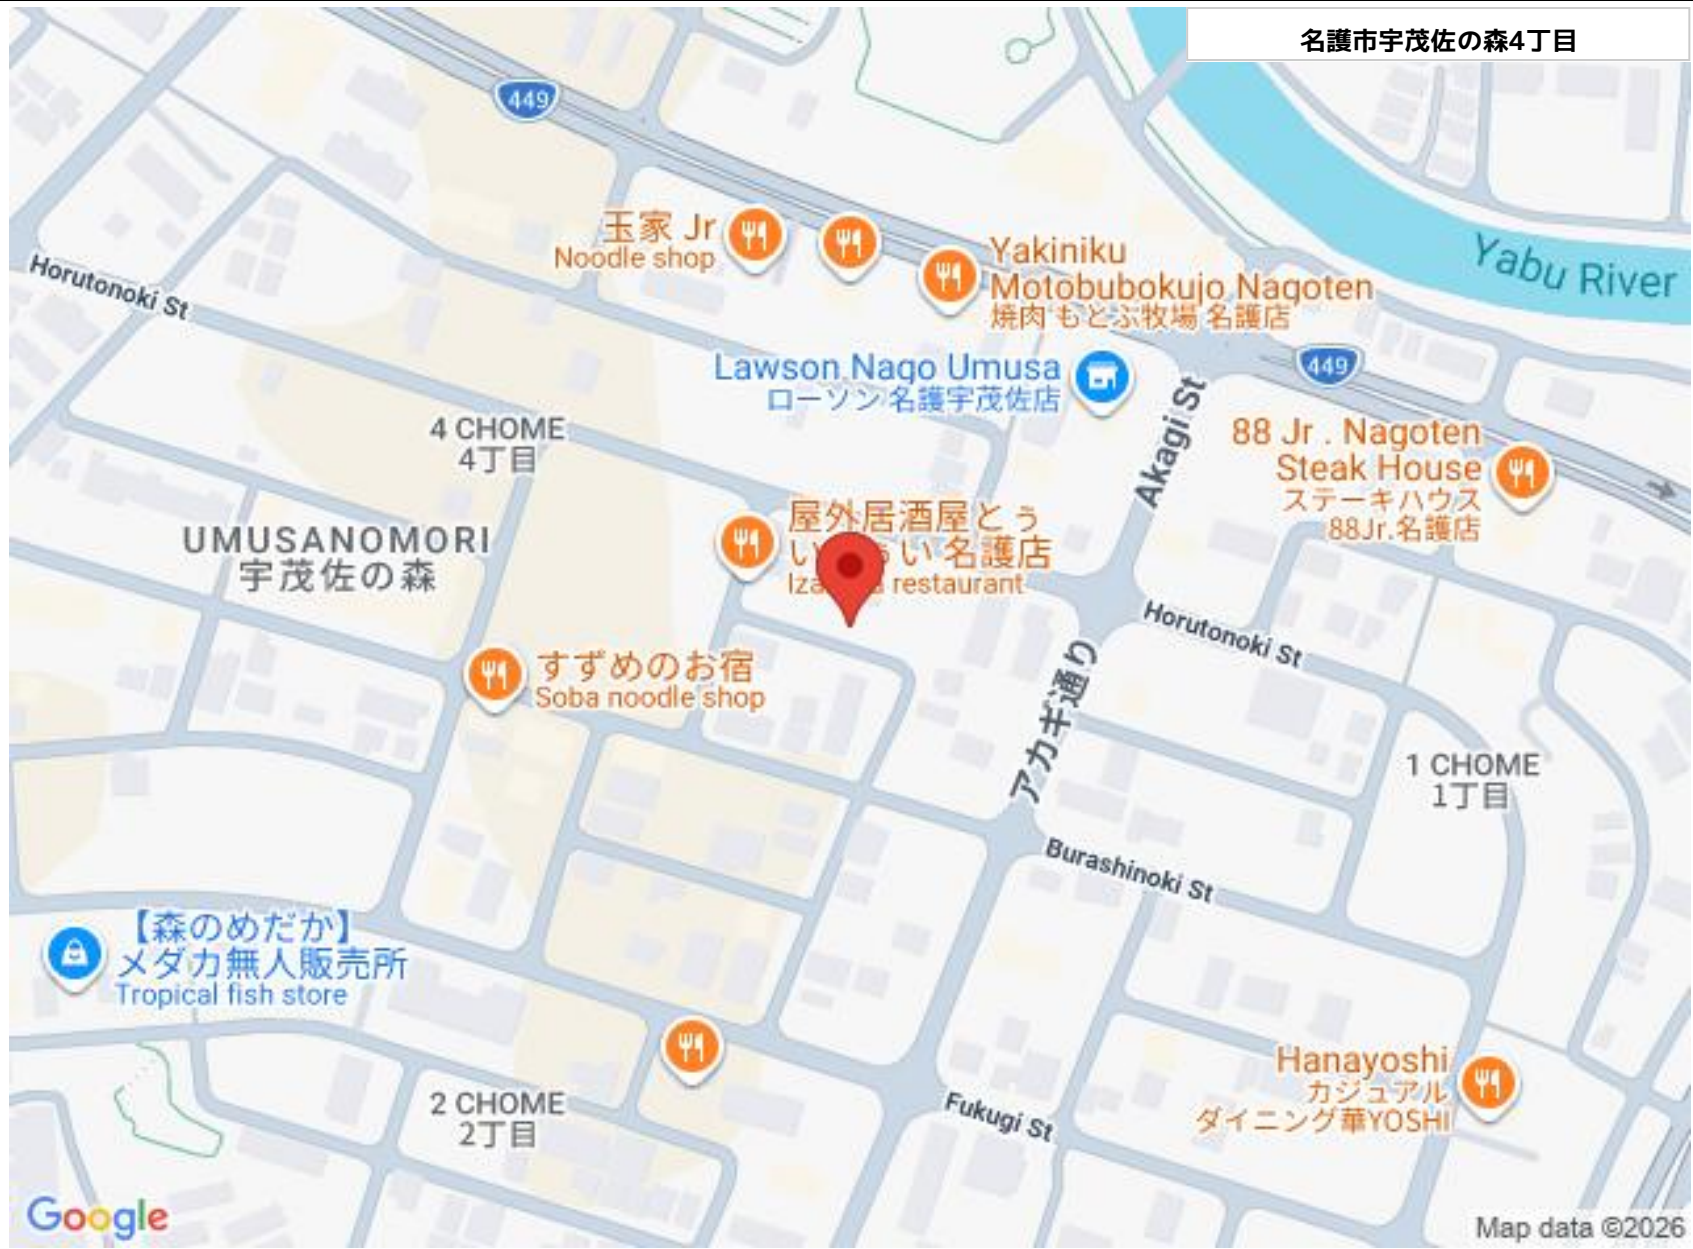 名護市宇茂佐の森4丁目
449
玉家 Jr
Noodle shop
Yakiniku
Motobubokujo Nagoten
焼肉 もとぶ牧場 名護店
Yabu River
Horutonoki St
Lawson Nago Umusa
ローソン 名護宇茂佐店
449
Akagi St
88 Jr . Nagoten
Steak House
ステーキハウス
88Jr.名護店
4 CHOME
4丁目
屋外居酒屋とぅ
い 名護店
restaurant
UMUSANOMORI
宇茂佐の森
Horutonoki St
すずめのお宿
Soba noodle shop
アカギ通り
1 CHOME
1丁目
Burashinoki St
【森のめだか】
メダカ無人販売所
Tropical fish store
Hanayoshi
カジュアル
ダイニング華YOSHI
2 CHOME
2丁目
Fukugi St
Google
Map data ©2026